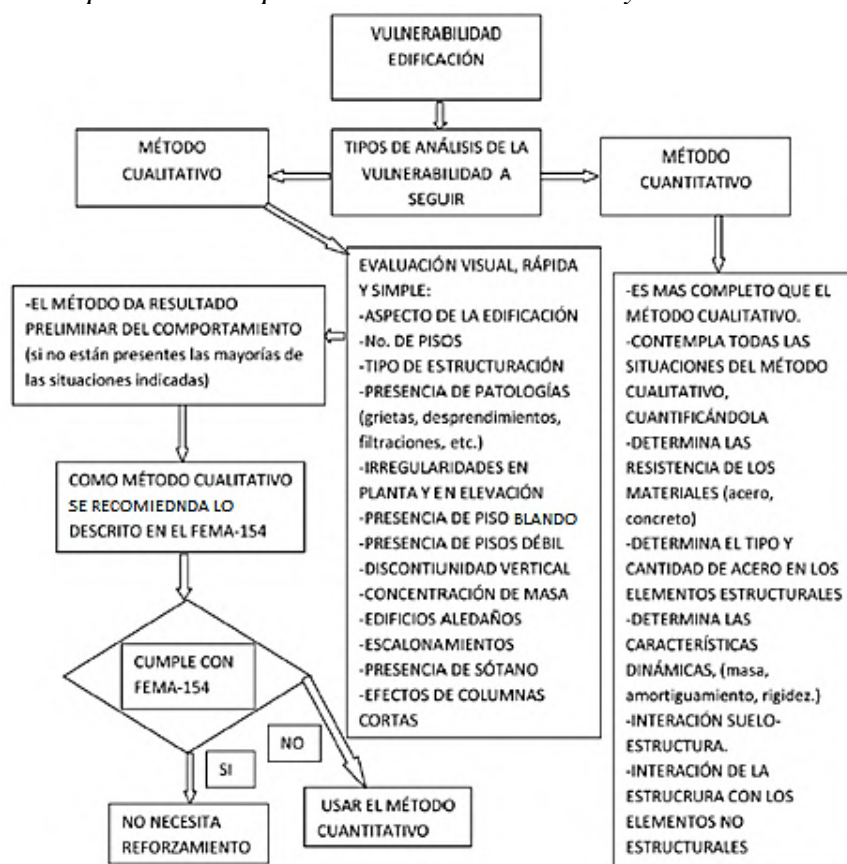 VULNERABILIDAD
EDIFICACIÓN
MÉTODO
CUALITATIVO
TIPOS DE ANÁLISIS DE LA
VULNERABILIDAD A
SEGUIR
MÉTODO
CUANTITATIVO
EVALUACIÓN VISUAL, RÁPIDA
Y SIMPLE:
-ASPECTO DE LA EDIFICACIÓN
-No. DE PISOS
-TIPO DE ESTRUCTURACIÓN
-PRESENCIA DE PATOLOGÍAS
(grietas, desprendimientos,
filtraciones, etc.)
-IRREGULARIDADES EN
PLANTA Y EN ELEVACIÓN
-PRESENCIA DE PISO BLANDO
-PRESENCIA DE PISOS DÉBIL
-DISCONTIUNIDAD VERTICAL
-CONCENTRACIÓN DE MASA
-EDIFICIOS ALEDAÑOS
-ESCALONAMIENTOS
-PRESENCIA DE SÓTANO
-EFECTOS DE COLUMNAS
CORTAS
-EL MÉTODO DA RESULTADO
PRELIMINAR DEL COMPORTAMIENTO
(si no están presentes las mayorías de
las situaciones indicadas)
COMO MÉTODO CUALITATIVO
SE RECOMIEDNDA LO
DESCRITO EN EL FEMA-154
CUMPLE CON
FEMA-154
SI
NO
NO NECESITA
REFORZAMIENTO
USAR EL MÉTODO
CUANTITATIVO
-ES MAS COMPLETO QUE EL
MÉTODO CUALITATIVO.
-CONTEMPLA TODAS LAS
SITUACIONES DEL MÉTODO
CUALITATIVO,
CUANTIFICÁNDOLA
-DETERMINA LAS
RESISTENCIA DE LOS
MATERIALES (acero,
concreto)
-DETERMINA EL TIPO Y
CANTIDAD DE ACERO EN LOS
ELEMENTOS ESTRUCTURALES
-DETERMINA LAS
CARACTERÍSTICAS
DINÁMICAS, (masa,
amortiguamiento, rigidez.)
-INTERACIÓN SUELO-
ESTRUCTURA.
-INTERACIÓN DE LA
ESTRUCRURA CON LOS
ELEMENTOS NO
ESTRUCTURALES